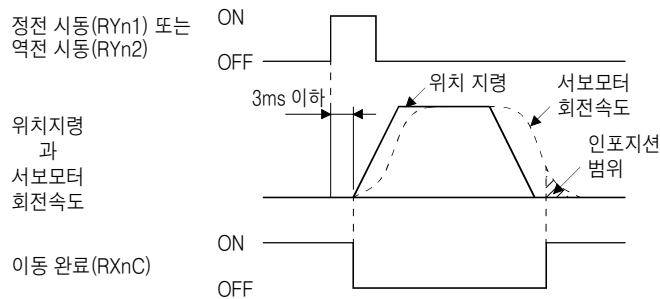 정전 시동(RYn1) 또는
역전 시동(RYn2)
ON
OFF
3ms 이하
위치 지령
서보모터
회전속도
인포지션
범위
위치지령
과
서보모터
회전속도
이동 완료(RXnC)
ON
OFF